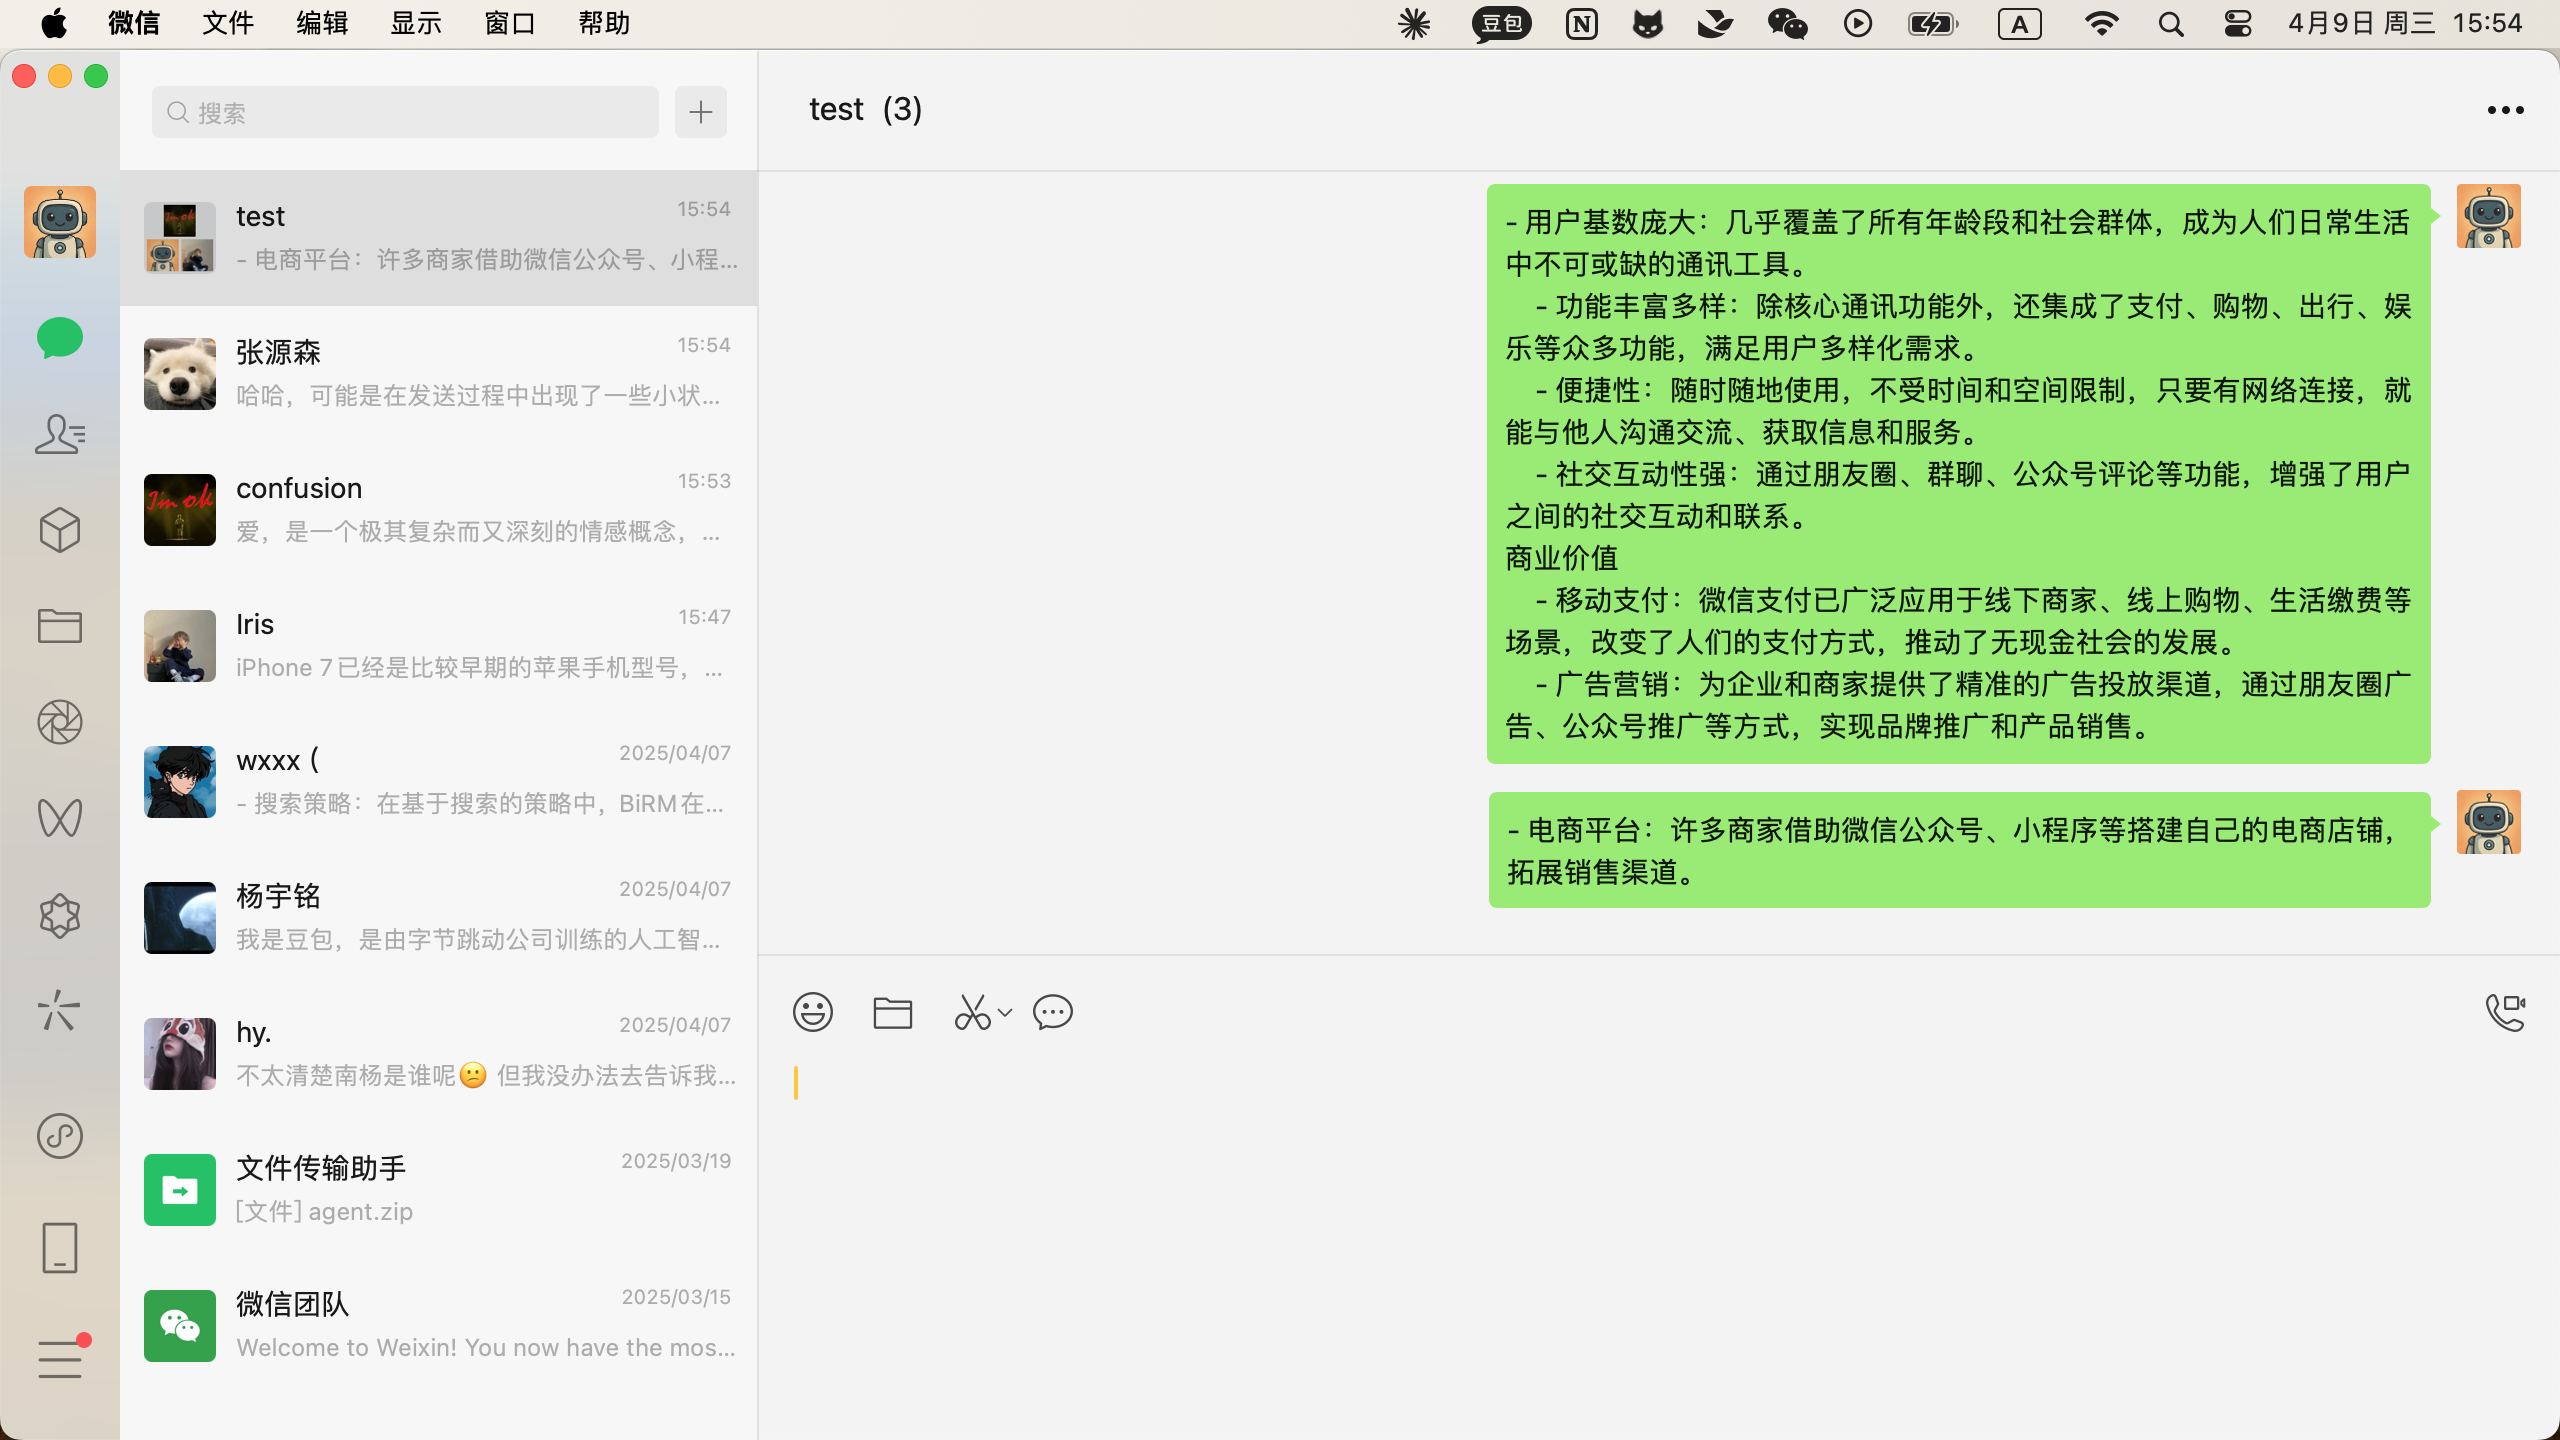 微信 文件 编辑 显示 窗口 帮助 豆包 N A 4月9日 周三 15:54
搜索
test 15:54
- 电商平台：许多商家借助微信公众号、小程...
张源森 15:54
哈哈，可能是在发送过程中出现了一些小状...
confusion 15:53
爱，是一个极其复杂而又深刻的情感概念，...
Iris 15:47
iPhone 7已经是比较早期的苹果手机型号，...
wxxx ( 2025/04/07
- 搜索策略：在基于搜索的策略中，BiRM在...
杨宇铭 2025/04/07
我是豆包，是由字节跳动公司训练的人工智...
hy. 2025/04/07
不太清楚南杨是谁呢😕 但我没办法去告诉我...
文件传输助手 2025/03/19
[文件] agent.zip
微信团队 2025/03/15
Welcome to Weixin! You now have the mos...
I'm ok
test (3)
- 用户基数庞大：几乎覆盖了所有年龄段和社会群体，成为人们日常生活
中不可或缺的通讯工具。
- 功能丰富多样：除核心通讯功能外，还集成了支付、购物、出行、娱
乐等众多功能，满足用户多样化需求。
- 便捷性：随时随地使用，不受时间和空间限制，只要有网络连接，就
能与他人沟通交流、获取信息和服务。
- 社交互动性强：通过朋友圈、群聊、公众号评论等功能，增强了用户
之间的社交互动和联系。
商业价值
- 移动支付：微信支付已广泛应用于线下商家、线上购物、生活缴费等
场景，改变了人们的支付方式，推动了无现金社会的发展。
- 广告营销：为企业和商家提供了精准的广告投放渠道，通过朋友圈广
告、公众号推广等方式，实现品牌推广和产品销售。
- 电商平台：许多商家借助微信公众号、小程序等搭建自己的电商店铺，
拓展销售渠道。